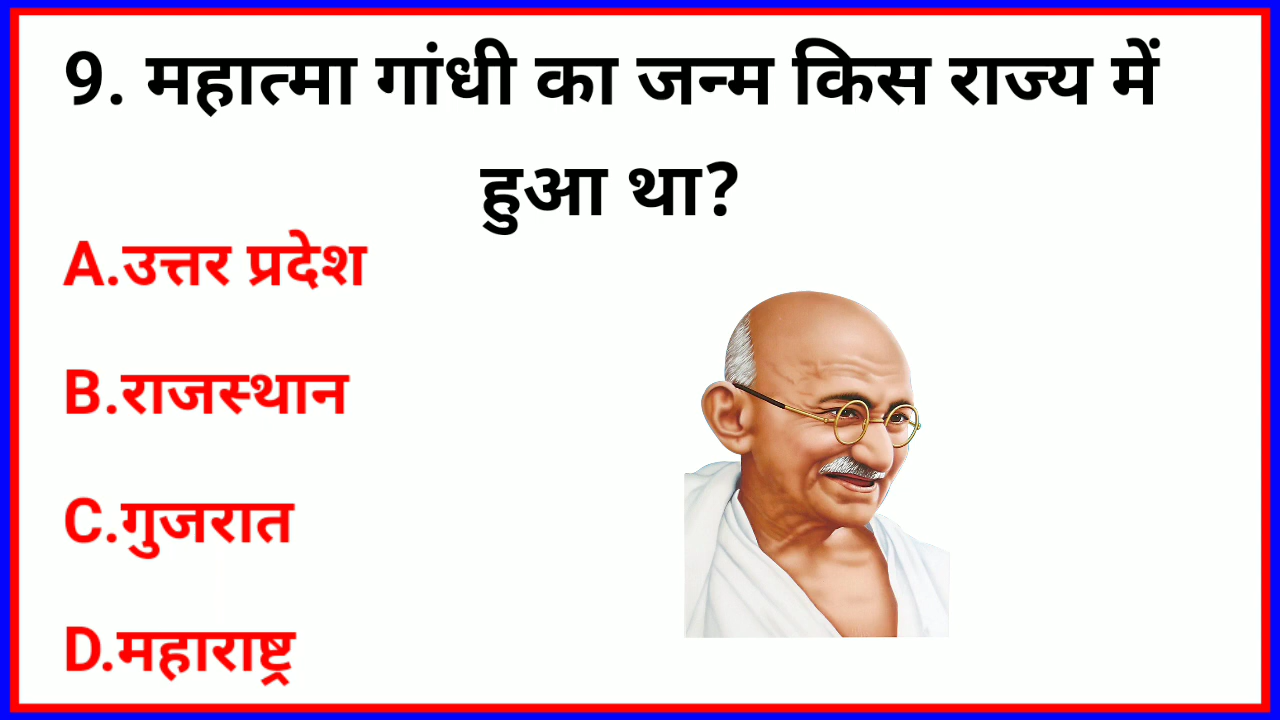 9. महात्मा गांधी का जन्म किस राज्य में
हुआ था?
A.उत्तर प्रदेश
B.राजस्थान
C.गुजरात
D.महाराष्ट्र